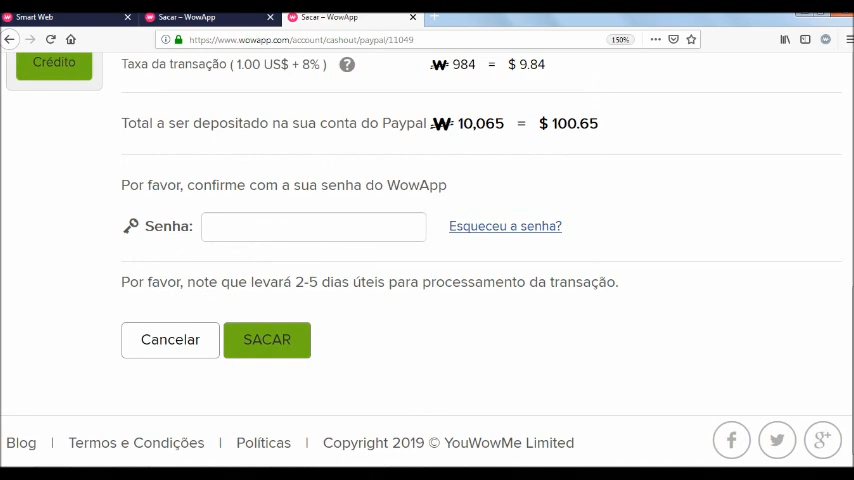 Smart Web
Sacar – WowApp
Sacar – WowApp
https://www.wowapp.com/account/cashout/paypal/11049
150%
Crédito
Taxa da transação ( 1.00 US$ + 8% ) ? W 984 = $ 9.84
Total a ser depositado na sua conta do Paypal W 10,065 = $ 100.65
Por favor, confirme com a sua senha do WowApp
Senha: Esqueceu a senha?
Por favor, note que levará 2-5 dias úteis para processamento da transação.
Cancelar SACAR
Blog | Termos e Condições | Políticas | Copyright 2019 © YouWowMe Limited